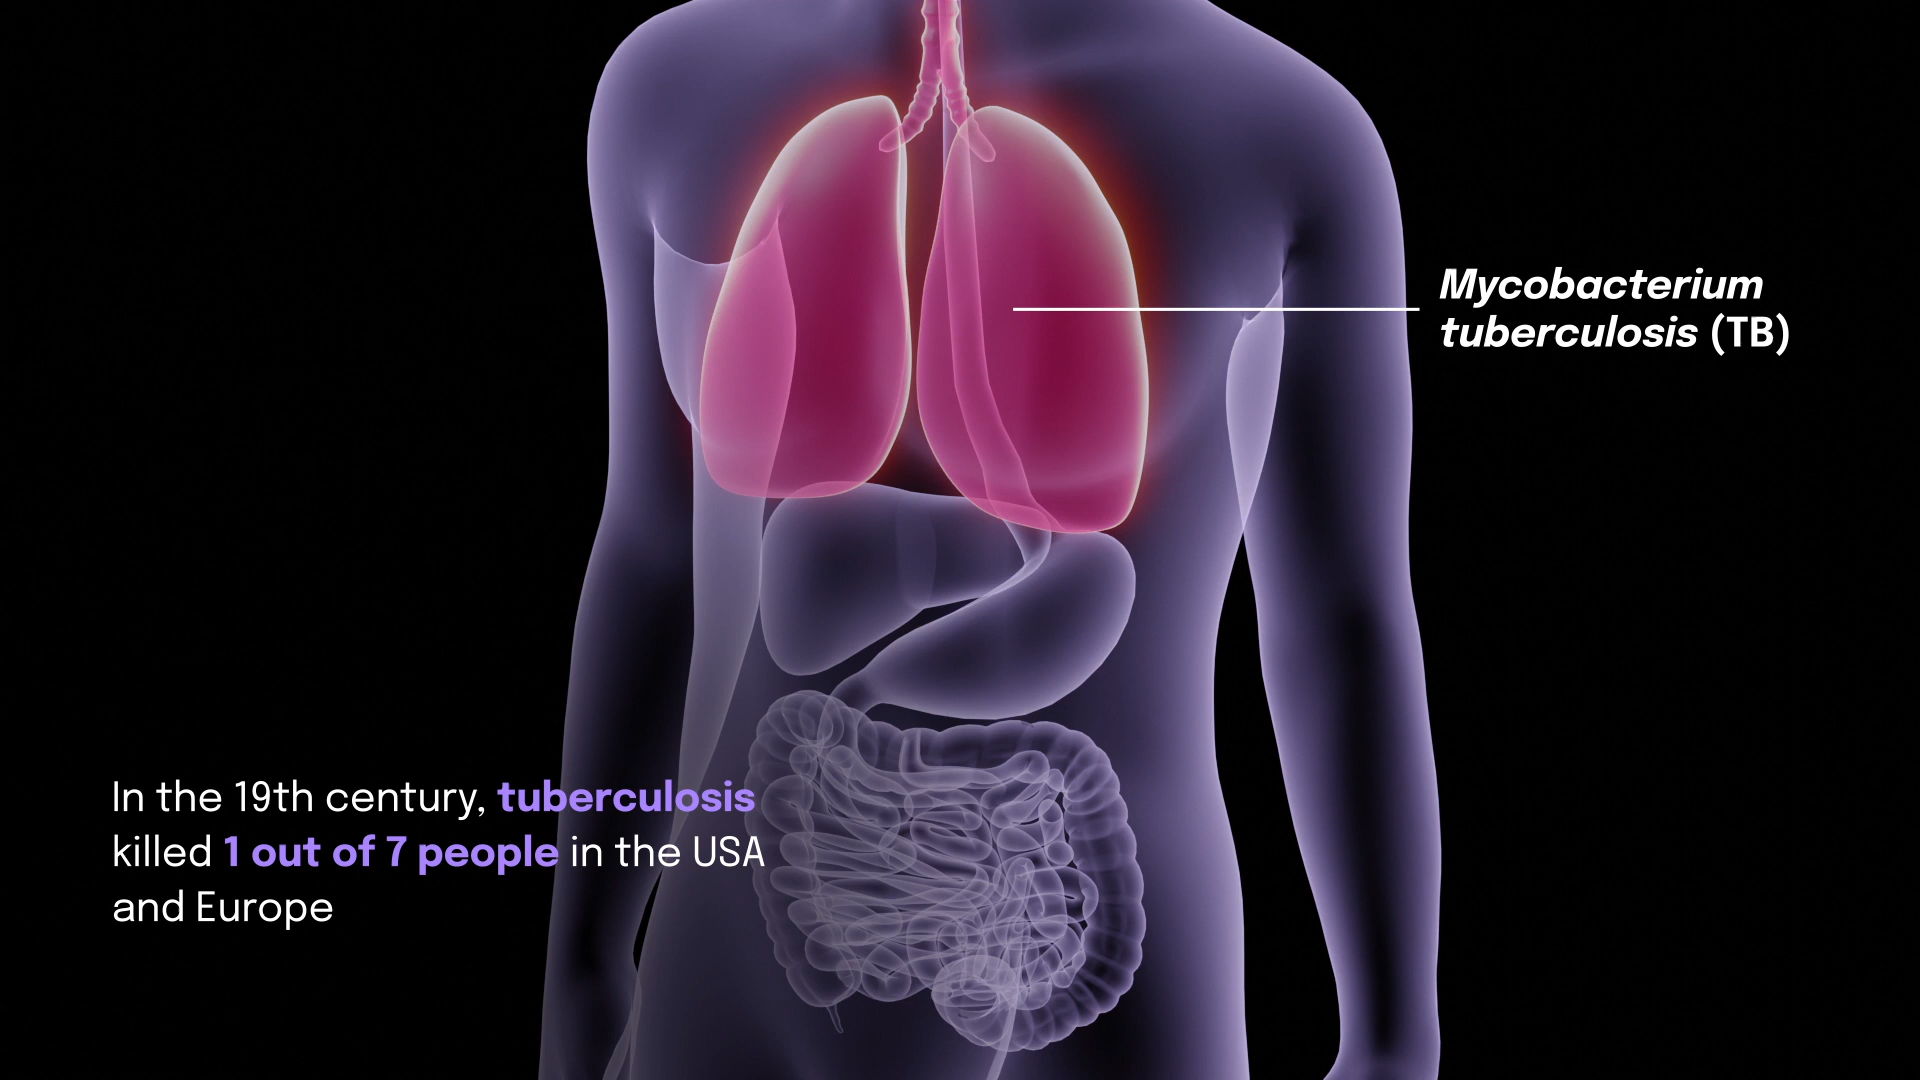 Mycobacterium
tuberculosis (TB)
In the 19th century, tuberculosis
killed 1 out of 7 people in the USA
and Europe